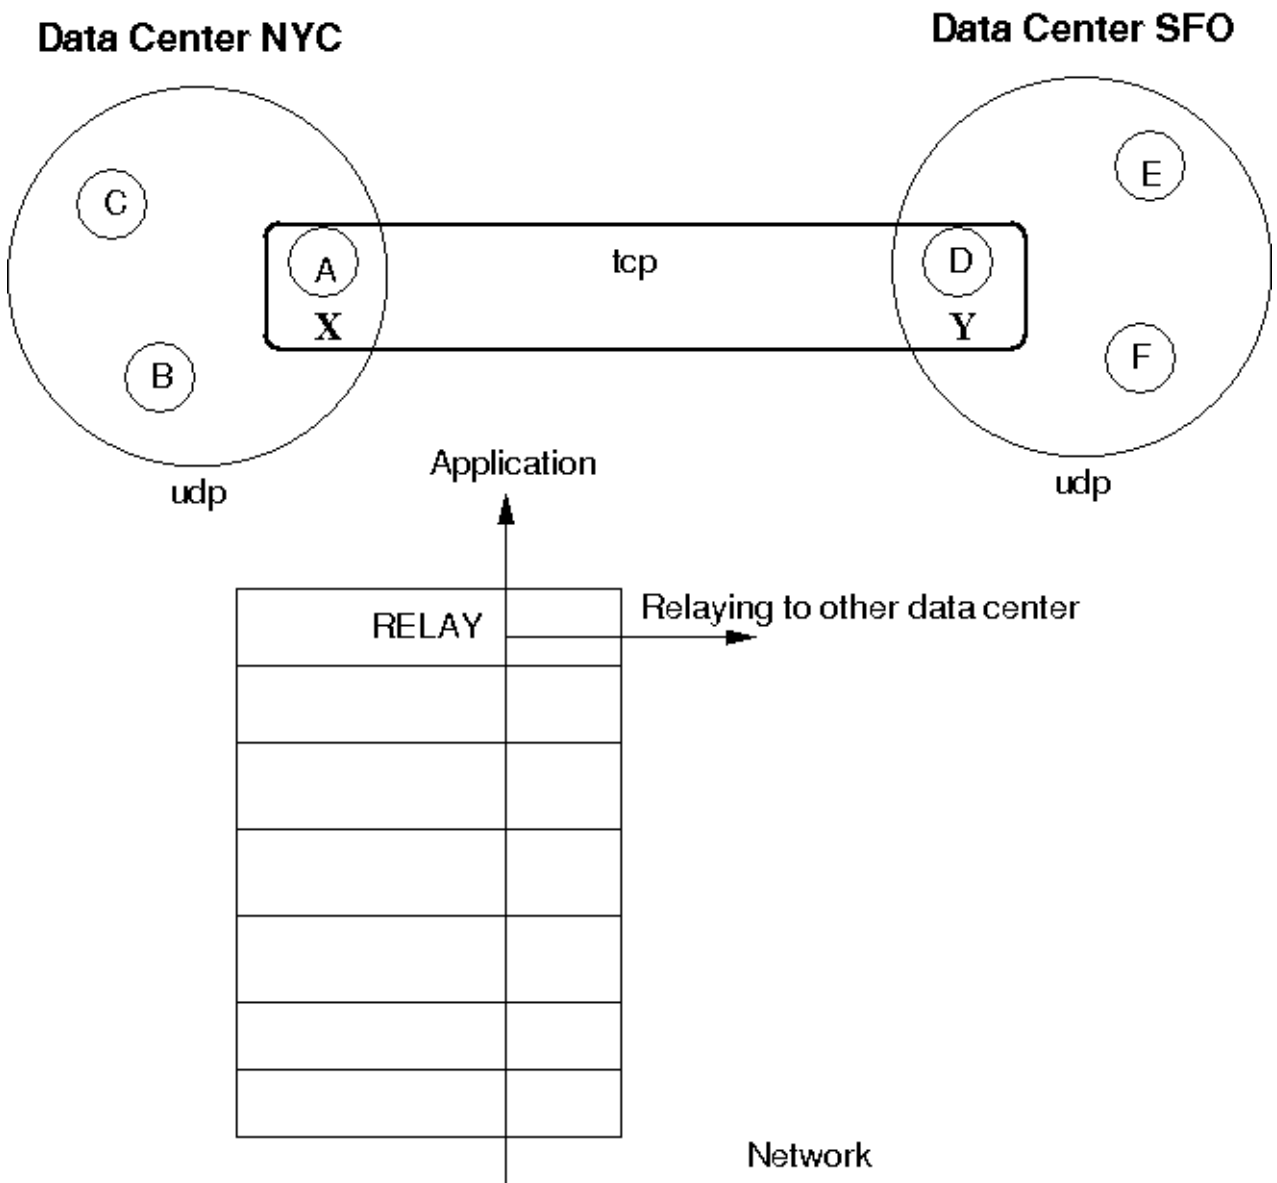 Data Center NYC
Data Center SFO
C
A
X
B
tcp
D
Y
E
F
udp
udp
Application
RELAY
Relaying to other data center
Network